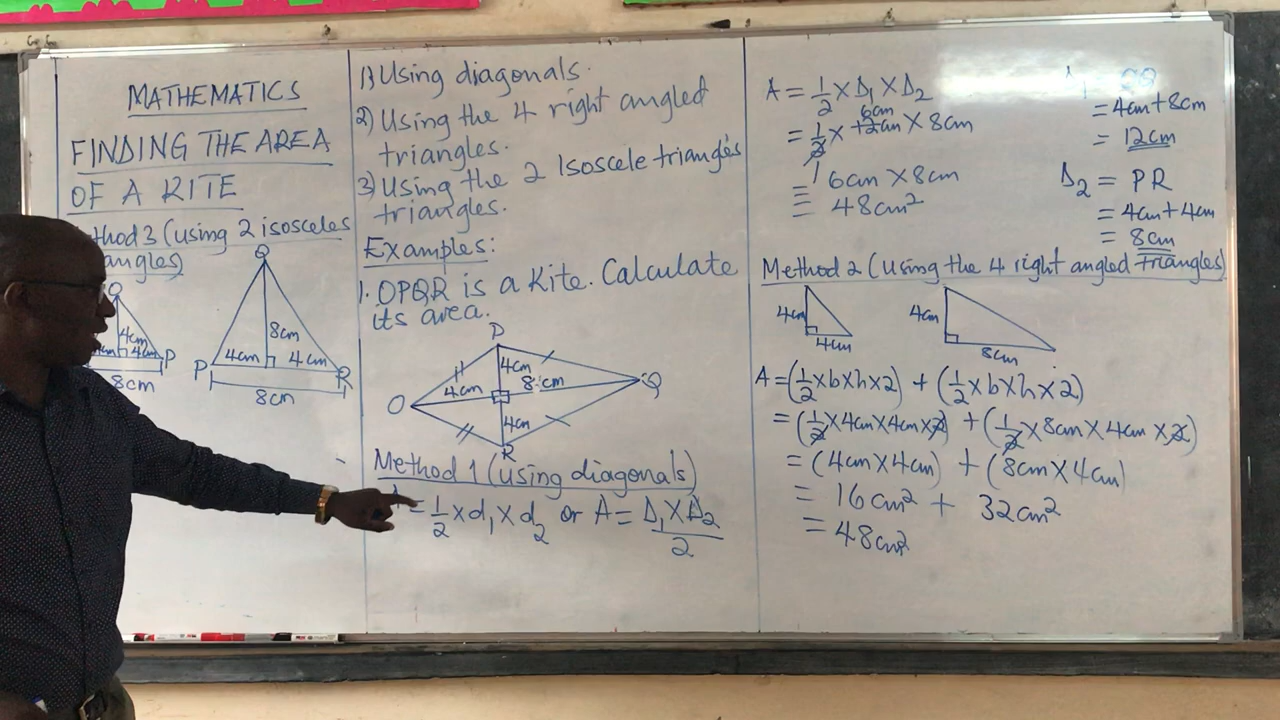 MATHEMATICS
FINDING THE AREA
OF A KITE
thod 3 (using 2 isosceles
angles)
Q
4cm
4cm P
8cm
Q
8cm
P 4cm 4cm R
8cm
1) Using diagonals.
2) Using the 4 right angled
triangles.
3) Using the 2 Isoscele triangles
triangles.
Examples:
1. OPQR is a Kite. Calculate
its area.
P
4cm
4cm 8cm
O Q
4cm
R
Method 1 (using diagonals)
= 1/2 x d₁ x d₂ or A = D₁ X D₂ / 2
A = 1/2 x D₁ x D₂
6cm
= 1/2 x 12cm x 8cm
1
= 6cm x 8cm
= 48cm²
= 4cm + 8cm
= 12cm
D₂ = PR
= 4cm + 4cm
= 8cm
Method 2 (using the 4 right angled triangles)
4cm
4cm
4cm
8cm
A = (1/2 x b x h x 2) + (1/2 x b x h x 2)
= (1/2 x 4cm x 4cm x 2) + (1/2 x 8cm x 4cm x 2)
= (4cm x 4cm) + (8cm x 4cm)
= 16cm² + 32cm²
= 48cm²